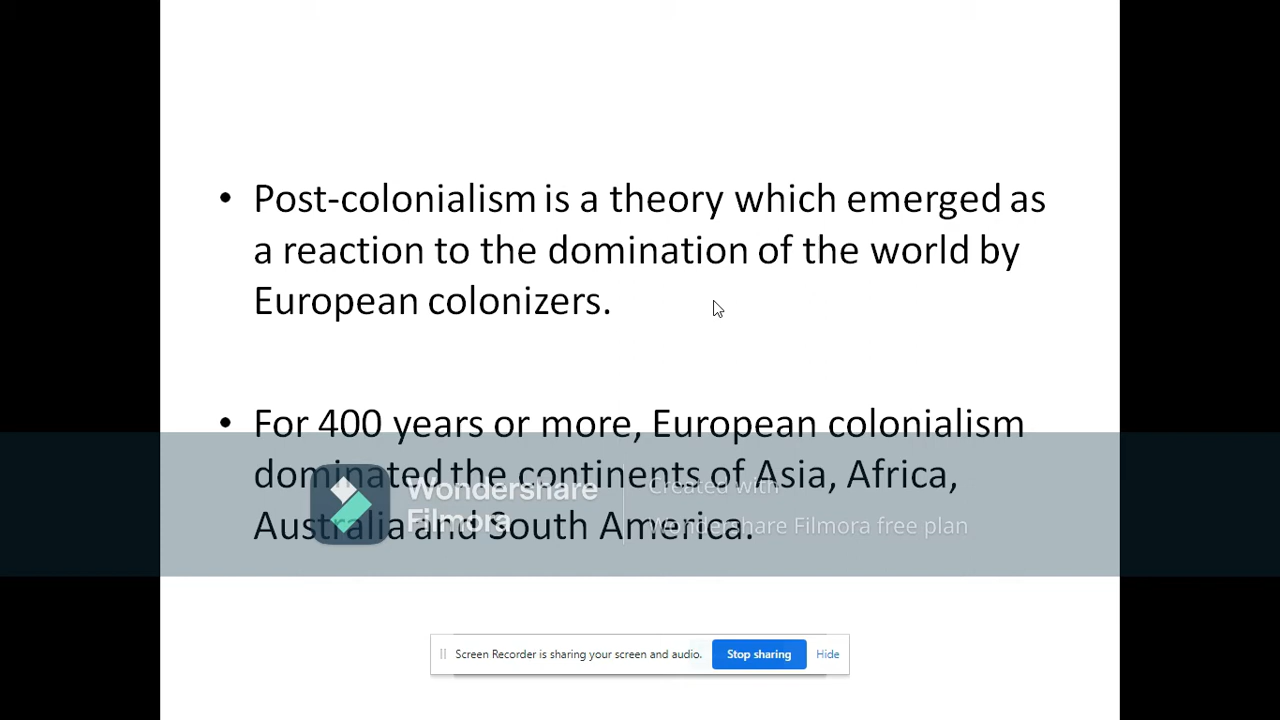 • Post-colonialism is a theory which emerged as
a reaction to the domination of the world by
European colonizers.
• For 400 years or more, European colonialism
dominated the continents of Asia, Africa,
Australia and South America.
Wondershare
Filmora
Created with
Wondershare Filmora free plan
Screen Recorder is sharing your screen and audio. Stop sharing Hide